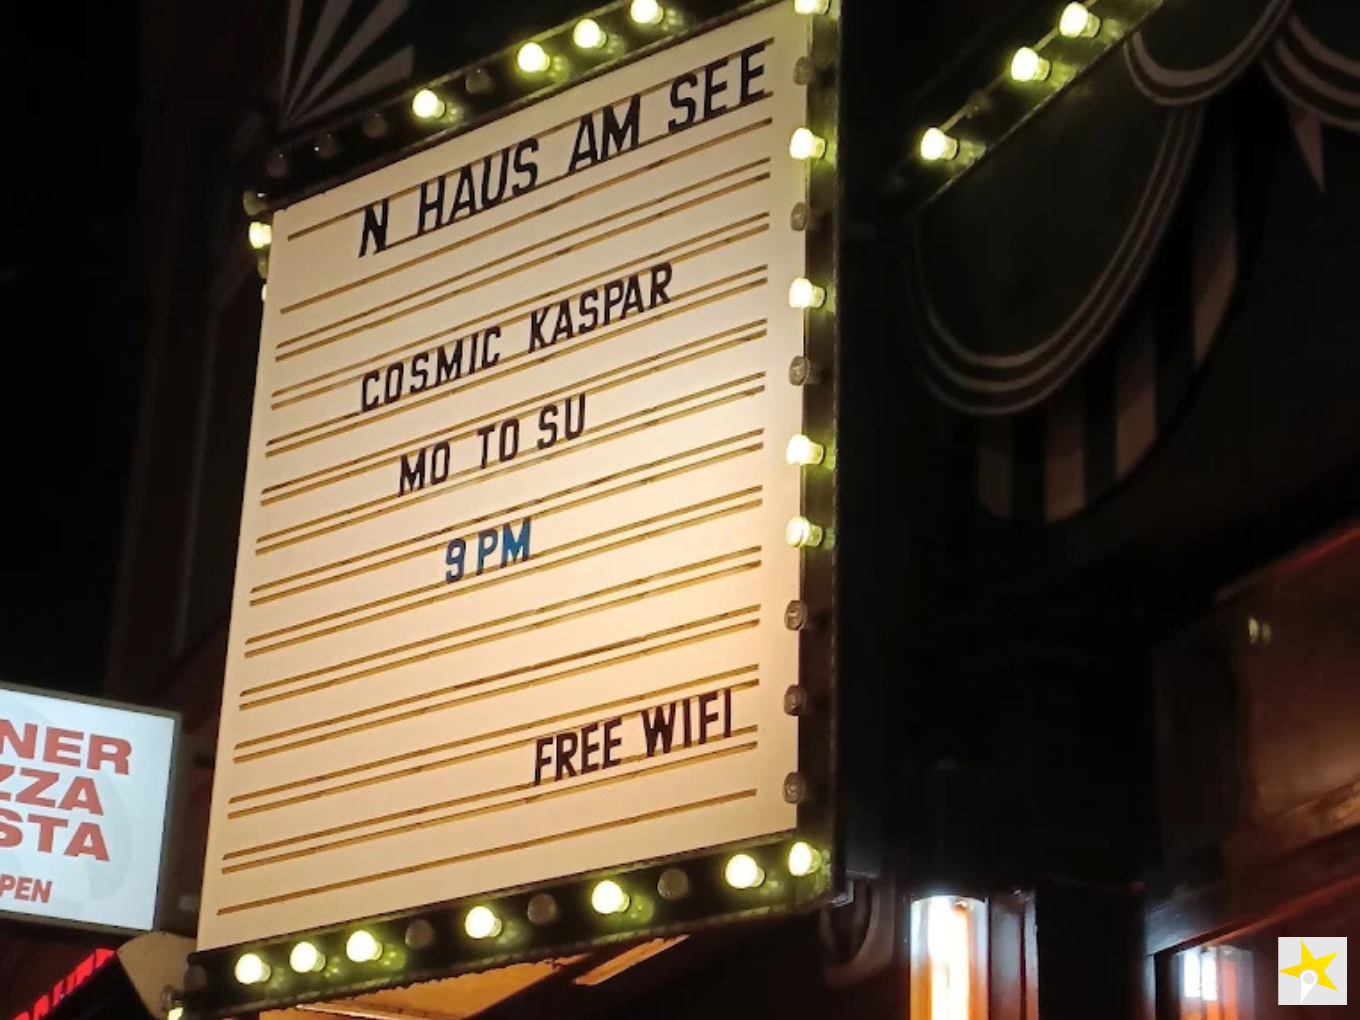 N HAUS AM SEE
COSMIC KASPAR
MO TO SU
9 PM
FREE WIFI
NER
ZZA
STA
PEN